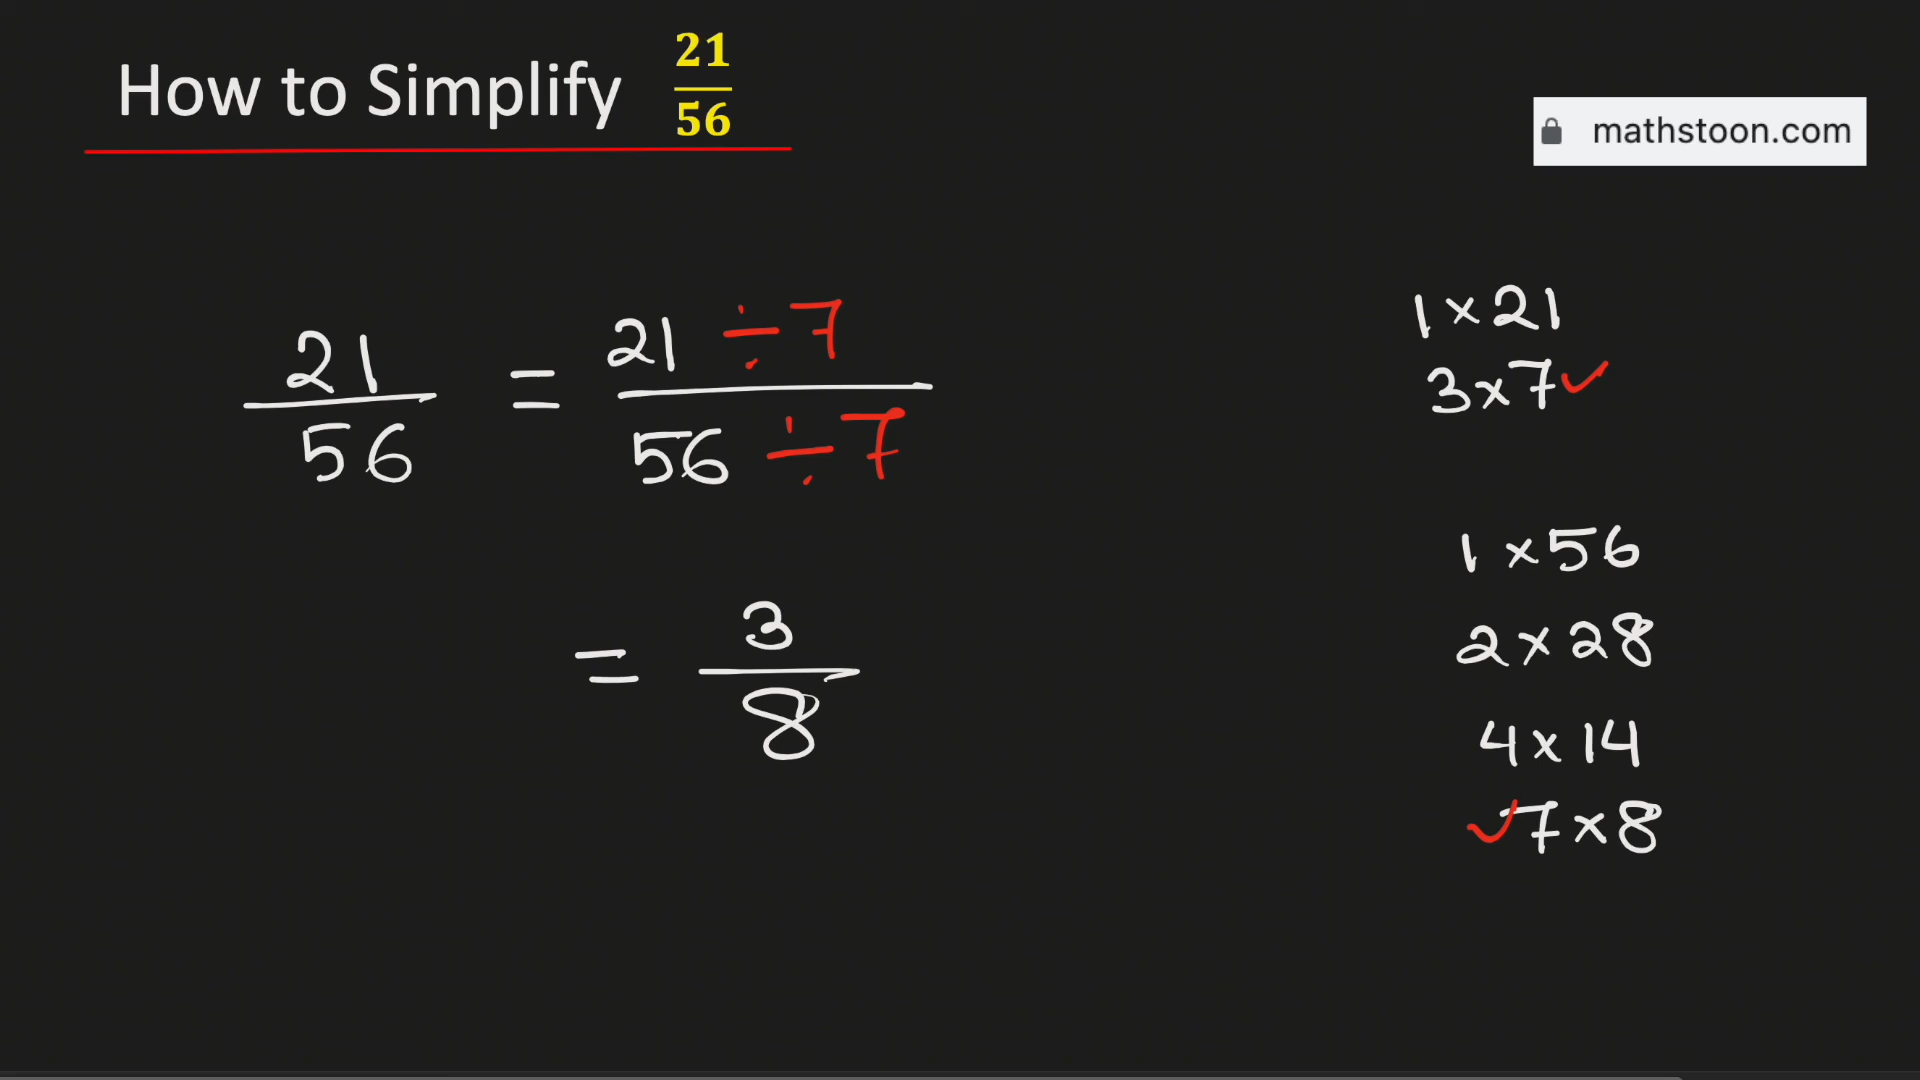 How to Simplify 21/56
mathstoon.com
21/56 = 21 ÷7 / 56 ÷7
= 3/8
1 × 21
3 × 7 ✓
1 × 56
2 × 28
4 × 14
✓ 7 × 8